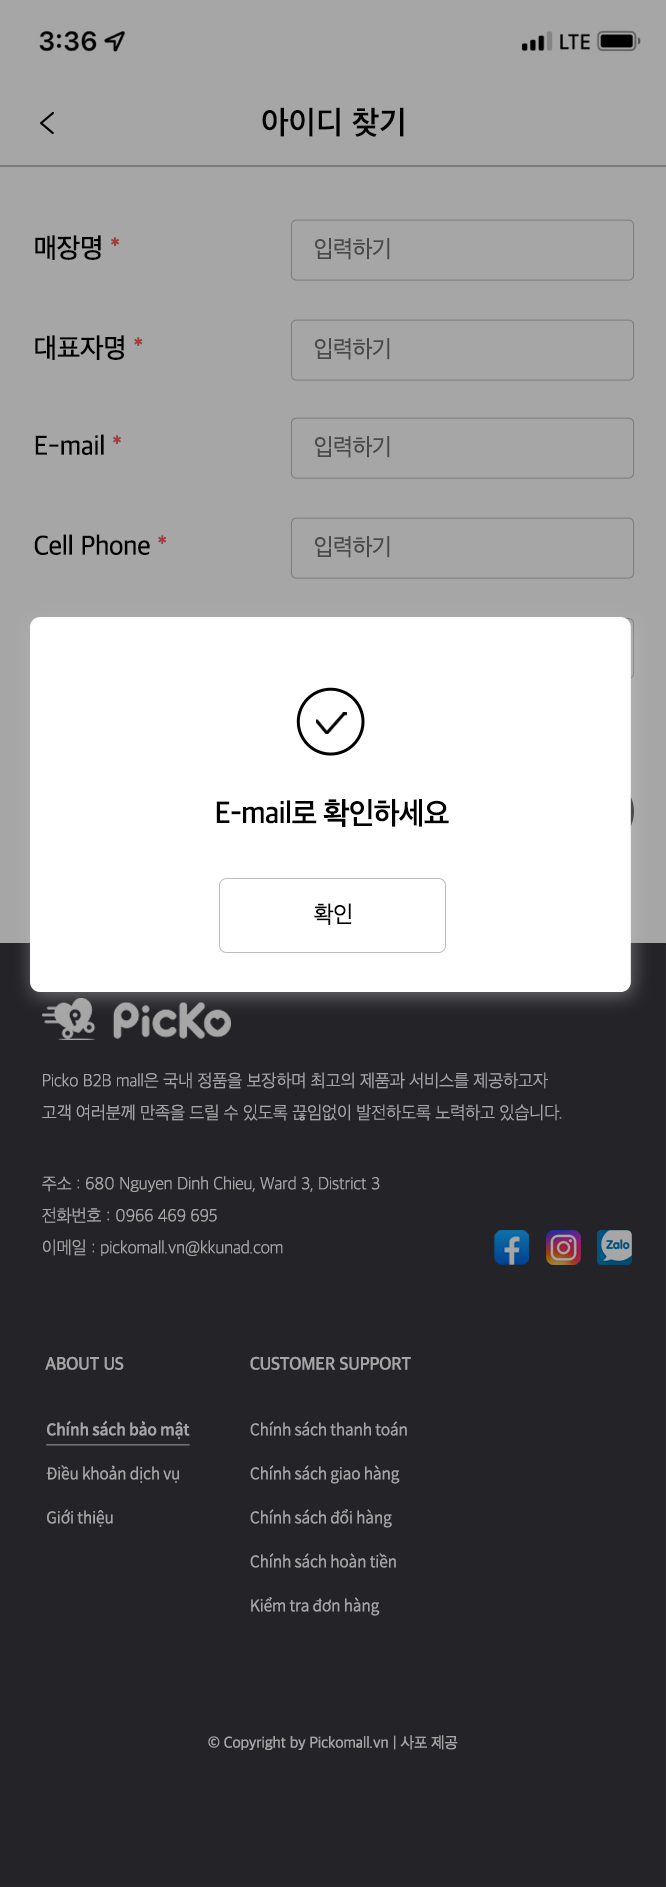 3:36
LTE
아이디 찾기
매장명 *
입력하기
대표자명 *
입력하기
E-mail *
입력하기
Cell Phone *
입력하기
E-mail로 확인하세요
확인
PicKo
Picko B2B mall은 국내 정품을 보장하며 최고의 제품과 서비스를 제공하고자
고객 여러분께 만족을 드릴 수 있도록 끊임없이 발전하도록 노력하고 있습니다.
주소 : 680 Nguyen Dinh Chieu, Ward 3, District 3
전화번호 : 0966 469 695
이메일 : pickomall.vn@kkunad.com
Zalo
ABOUT US
Chính sách bảo mật
Điều khoản dịch vụ
Giới thiệu
CUSTOMER SUPPORT
Chính sách thanh toán
Chính sách giao hàng
Chính sách đổi hàng
Chính sách hoàn tiền
Kiểm tra đơn hàng
© Copyright by Pickomall.vn | 사포 제공